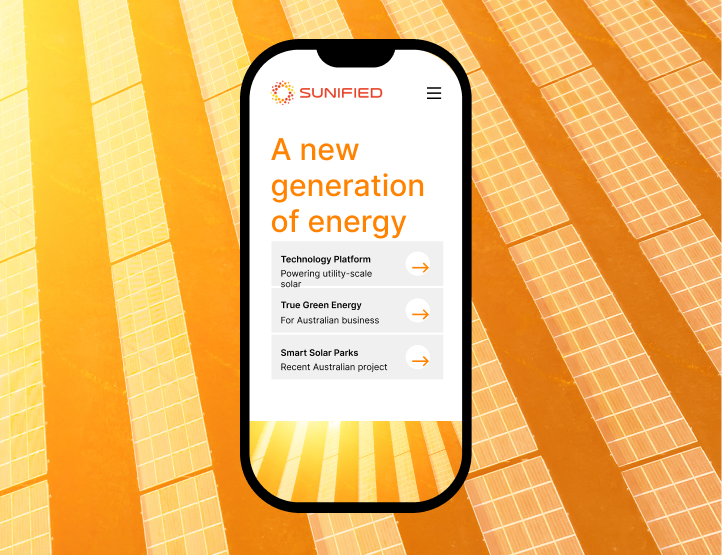 SUNIFIED
A new
generation
of energy
Technology Platform
Powering utility-scale
solar
True Green Energy
For Australian business
Smart Solar Parks
Recent Australian project